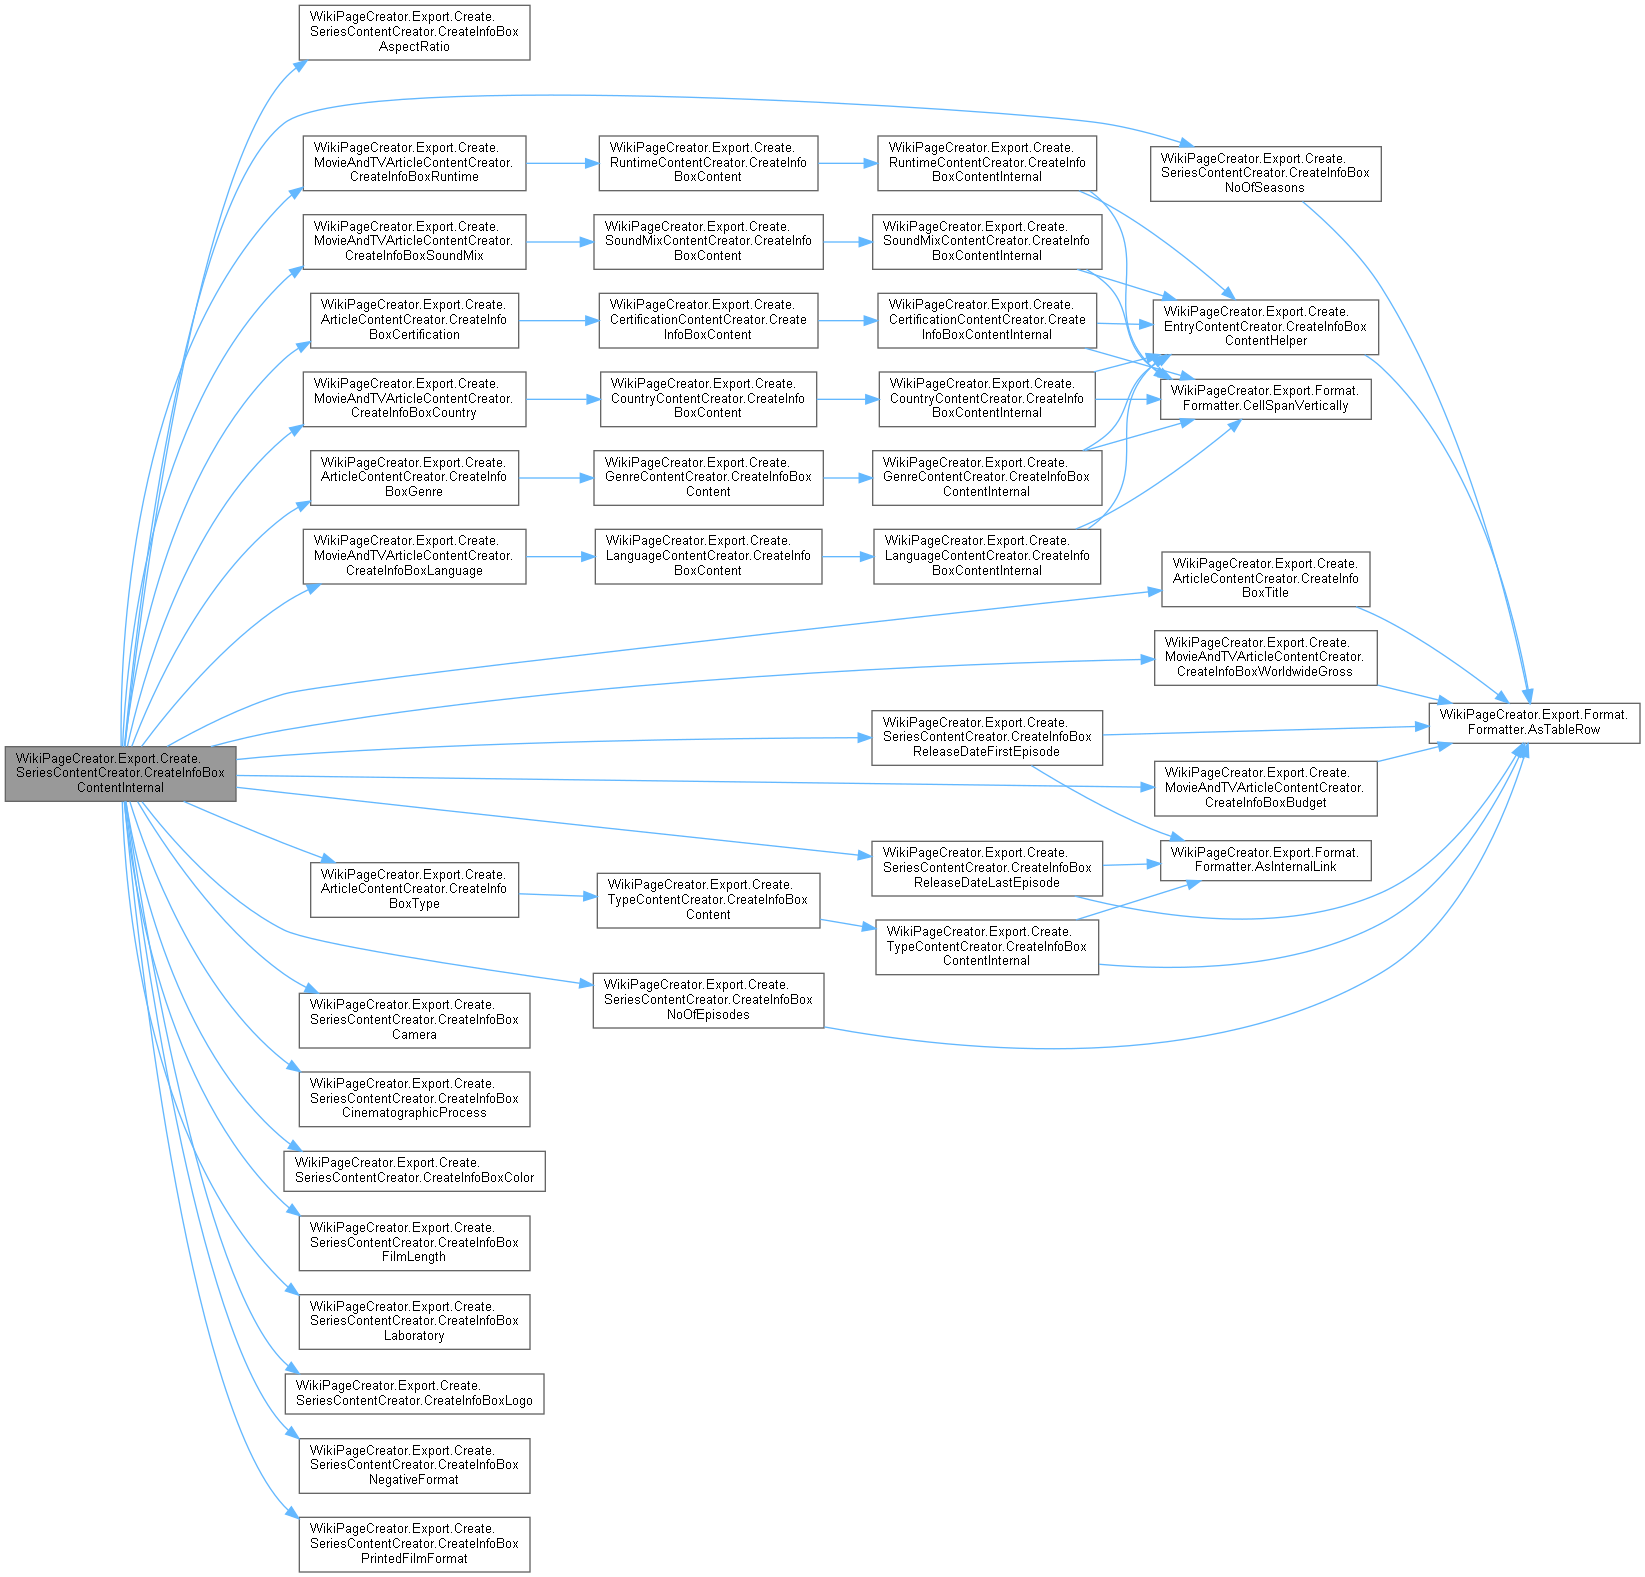 WikiPageCreator.Export.Create.
SeriesContentCreator.CreateInfoBox
AspectRatio
WikiPageCreator.Export.Create.
MovieAndTVArticleContentCreator.
CreateInfoBoxRuntime
WikiPageCreator.Export.Create.
RuntimeContentCreator.CreateInfo
BoxContent
WikiPageCreator.Export.Create.
RuntimeContentCreator.CreateInfo
BoxContentInternal
WikiPageCreator.Export.Create.
SeriesContentCreator.CreateInfoBox
NoOfSeasons
WikiPageCreator.Export.Create.
MovieAndTVArticleContentCreator.
CreateInfoBoxSoundMix
WikiPageCreator.Export.Create.
SoundMixContentCreator.CreateInfo
BoxContent
WikiPageCreator.Export.Create.
SoundMixContentCreator.CreateInfo
BoxContentInternal
WikiPageCreator.Export.Create.
ArticleContentCreator.CreateInfo
BoxCertification
WikiPageCreator.Export.Create.
CertificationContentCreator.Create
InfoBoxContent
WikiPageCreator.Export.Create.
CertificationContentCreator.Create
InfoBoxContentInternal
WikiPageCreator.Export.Create.
EntryContentCreator.CreateInfoBox
ContentHelper
WikiPageCreator.Export.Create.
MovieAndTVArticleContentCreator.
CreateInfoBoxCountry
WikiPageCreator.Export.Create.
CountryContentCreator.CreateInfo
BoxContent
WikiPageCreator.Export.Create.
CountryContentCreator.CreateInfo
BoxContentInternal
WikiPageCreator.Export.Format.
Formatter.CellSpanVertically
WikiPageCreator.Export.Create.
ArticleContentCreator.CreateInfo
BoxGenre
WikiPageCreator.Export.Create.
GenreContentCreator.CreateInfoBox
Content
WikiPageCreator.Export.Create.
GenreContentCreator.CreateInfoBox
ContentInternal
WikiPageCreator.Export.Create.
MovieAndTVArticleContentCreator.
CreateInfoBoxLanguage
WikiPageCreator.Export.Create.
LanguageContentCreator.CreateInfo
BoxContent
WikiPageCreator.Export.Create.
LanguageContentCreator.CreateInfo
BoxContentInternal
WikiPageCreator.Export.Create.
ArticleContentCreator.CreateInfo
BoxTitle
WikiPageCreator.Export.Create.
MovieAndTVArticleContentCreator.
CreateInfoBoxWorldwideGross
WikiPageCreator.Export.Create.
SeriesContentCreator.CreateInfoBox
ReleaseDateFirstEpisode
WikiPageCreator.Export.Format.
Formatter.AsTableRow
WikiPageCreator.Export.Create.
SeriesContentCreator.CreateInfoBox
ContentInternal
WikiPageCreator.Export.Create.
MovieAndTVArticleContentCreator.
CreateInfoBoxBudget
WikiPageCreator.Export.Create.
SeriesContentCreator.CreateInfoBox
ReleaseDateLastEpisode
WikiPageCreator.Export.Format.
Formatter.AsInternalLink
WikiPageCreator.Export.Create.
ArticleContentCreator.CreateInfo
BoxType
WikiPageCreator.Export.Create.
TypeContentCreator.CreateInfoBox
Content
WikiPageCreator.Export.Create.
TypeContentCreator.CreateInfoBox
ContentInternal
WikiPageCreator.Export.Create.
SeriesContentCreator.CreateInfoBox
NoOfEpisodes
WikiPageCreator.Export.Create.
SeriesContentCreator.CreateInfoBox
Camera
WikiPageCreator.Export.Create.
SeriesContentCreator.CreateInfoBox
CinematographicProcess
WikiPageCreator.Export.Create.
SeriesContentCreator.CreateInfoBoxColor
WikiPageCreator.Export.Create.
SeriesContentCreator.CreateInfoBox
FilmLength
WikiPageCreator.Export.Create.
SeriesContentCreator.CreateInfoBox
Laboratory
WikiPageCreator.Export.Create.
SeriesContentCreator.CreateInfoBoxLogo
WikiPageCreator.Export.Create.
SeriesContentCreator.CreateInfoBox
NegativeFormat
WikiPageCreator.Export.Create.
SeriesContentCreator.CreateInfoBox
PrintedFilmFormat